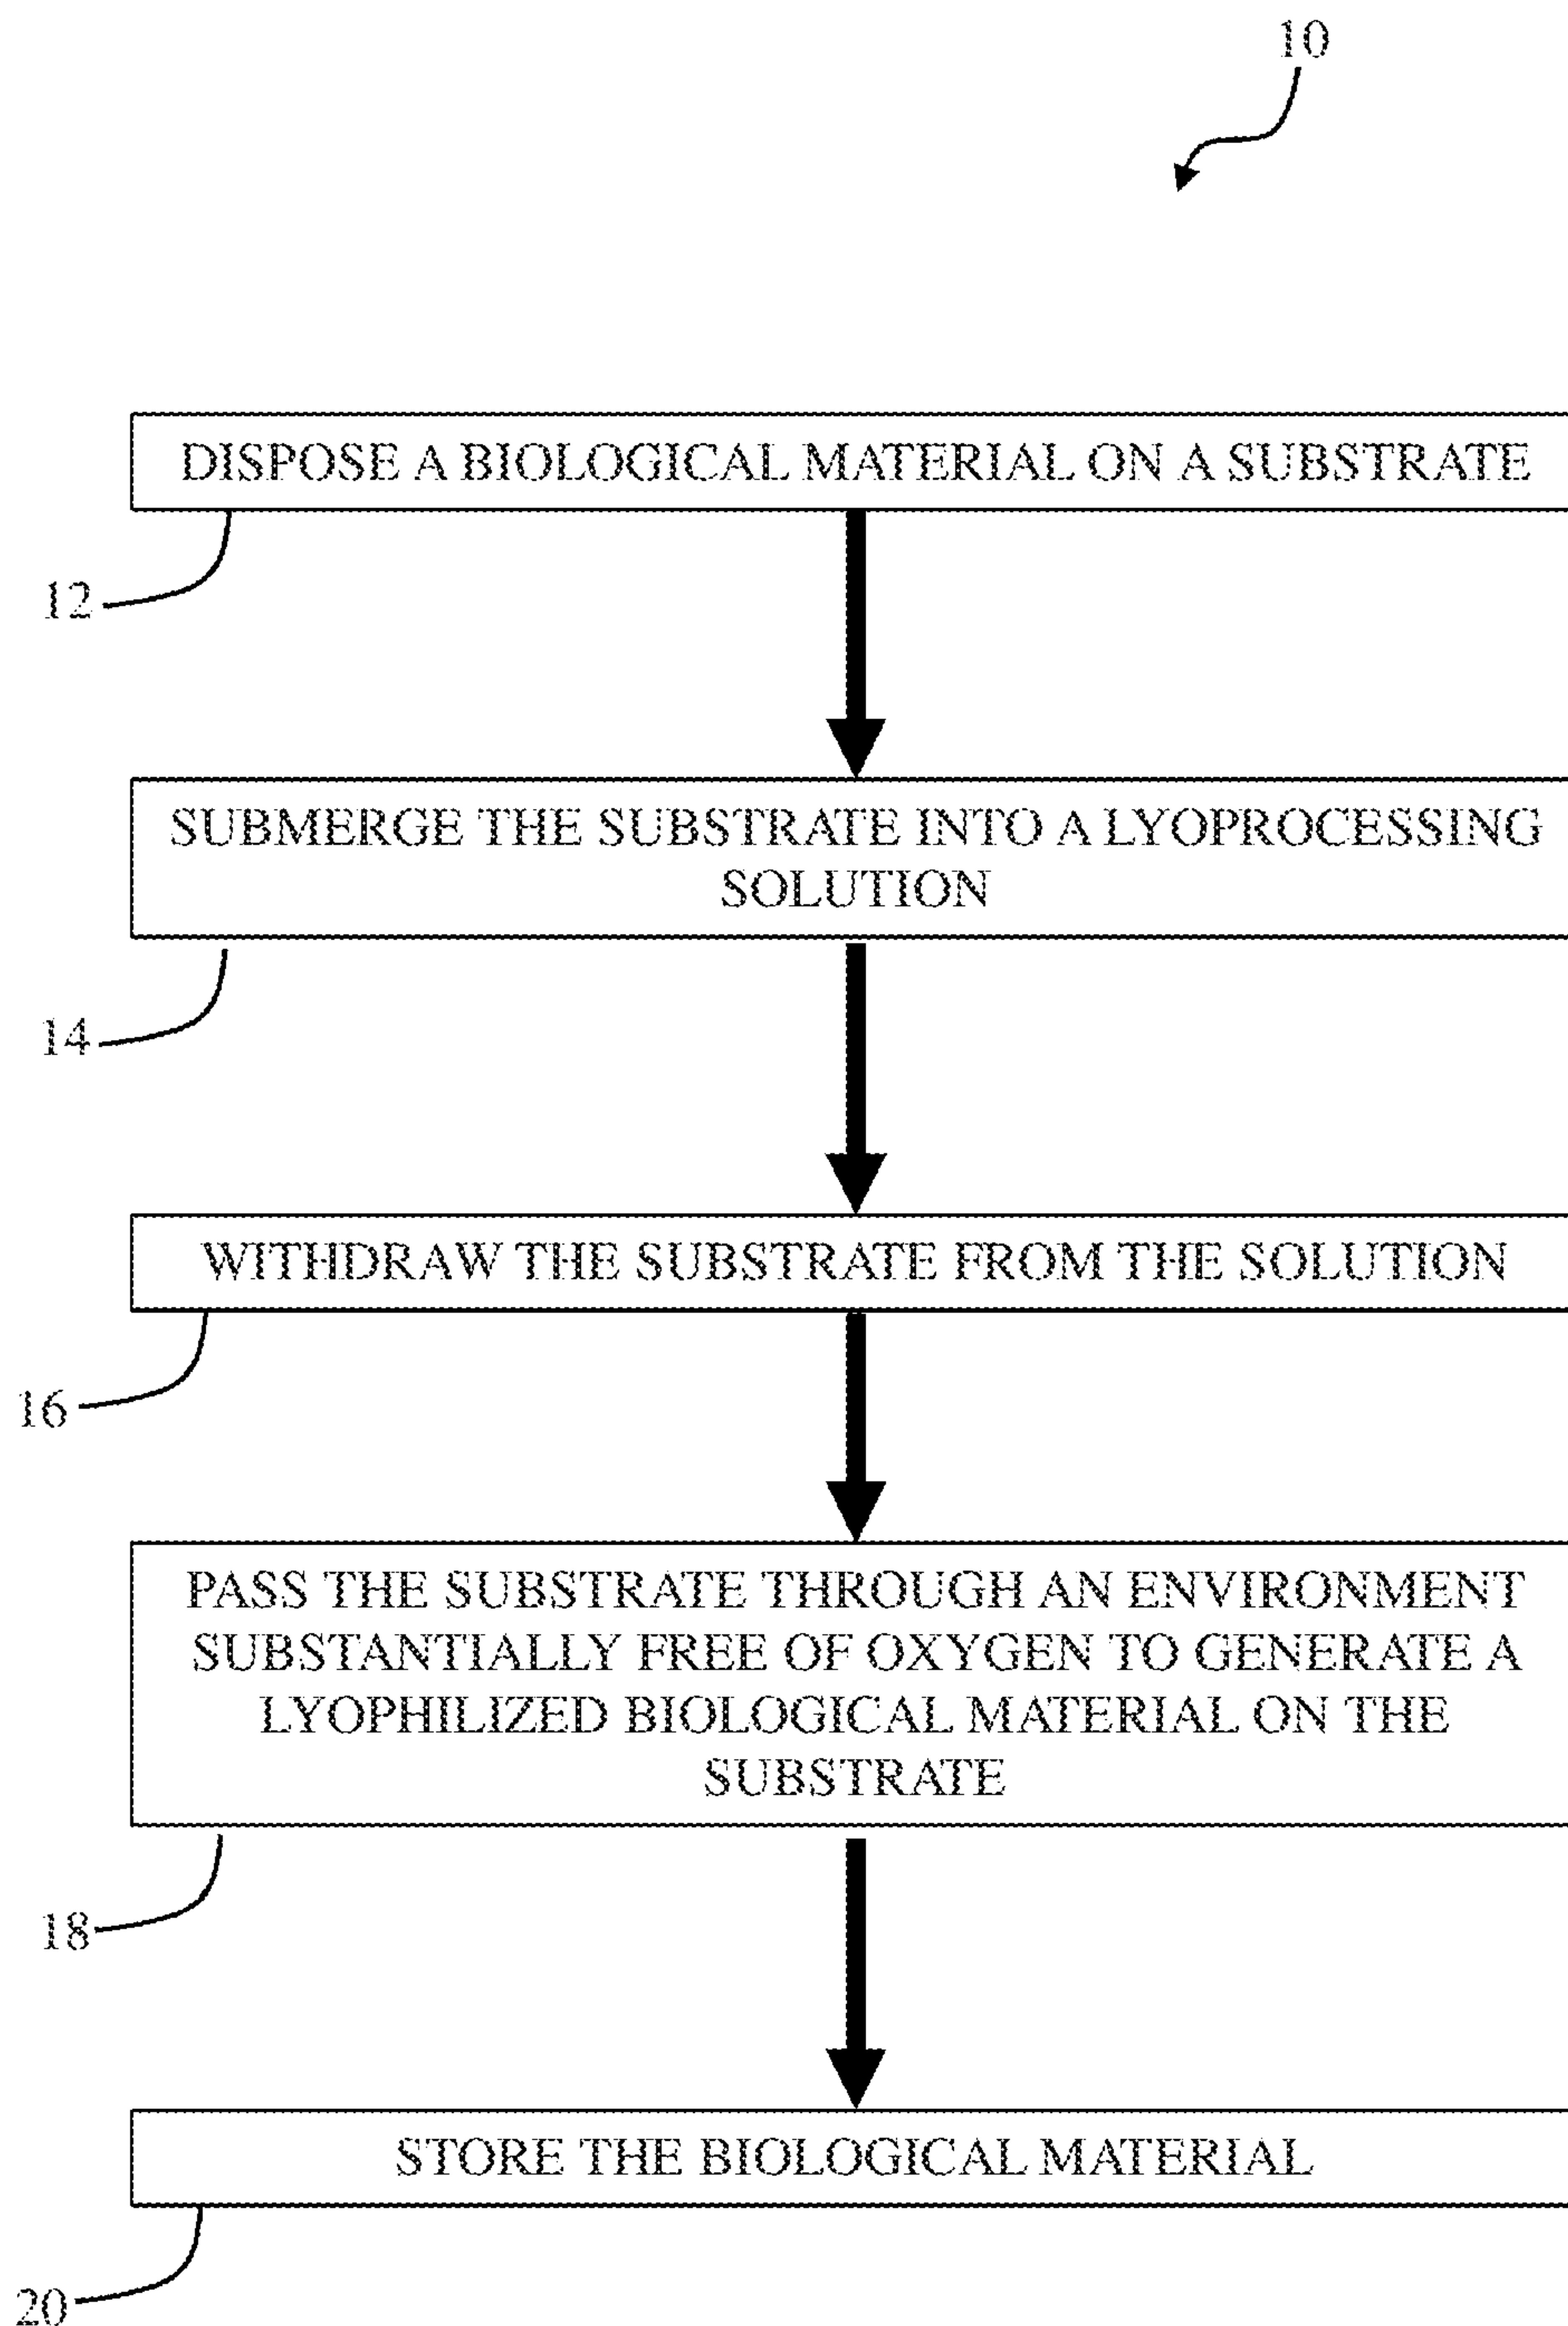 10
DISPOSE A BIOLOGICAL MATERIAL ON A SUBSTRATE
12
SUBMERGE THE SUBSTRATE INTO A LYOPROCESSING
SOLUTION
14
WITHDRAW THE SUBSTRATE FROM THE SOLUTION
16
PASS THE SUBSTRATE THROUGH AN ENVIRONMENT
SUBSTANTIALLY FREE OF OXYGEN TO GENERATE A
LYOPHILIZED BIOLOGICAL MATERIAL ON THE
SUBSTRATE
18
STORE THE BIOLOGICAL MATERIAL
20